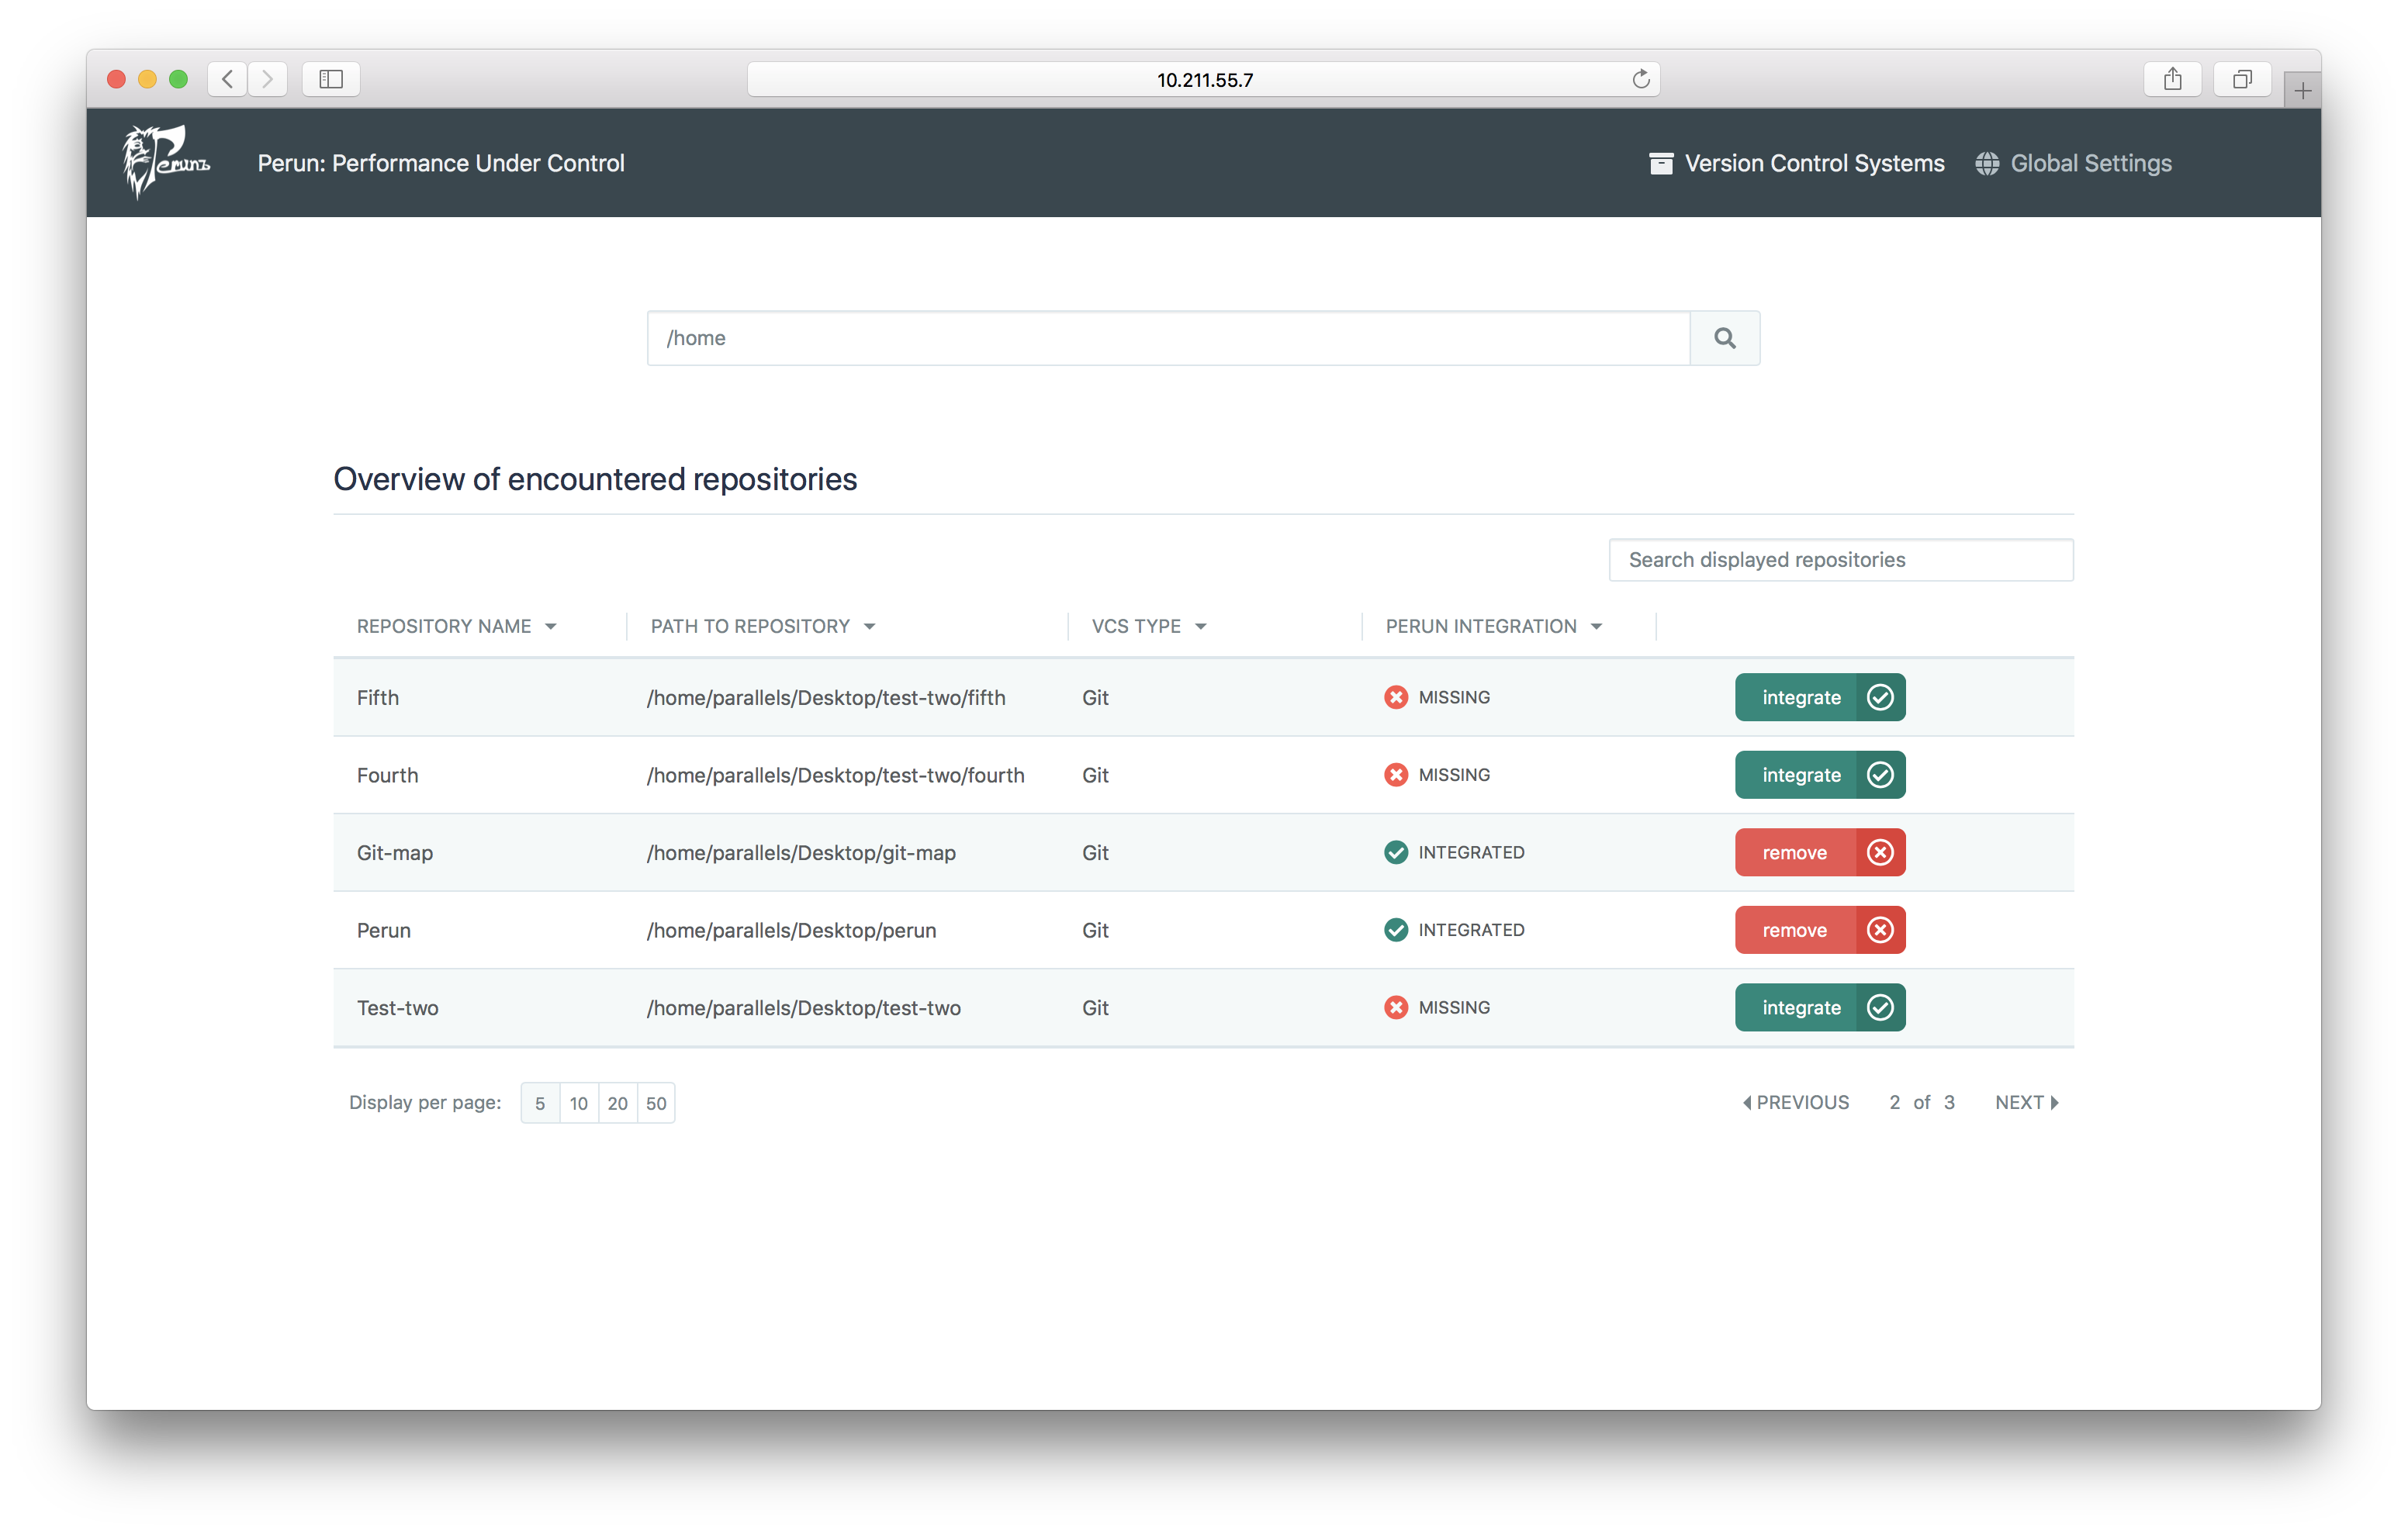 10.211.55.7
Perun
Perun: Performance Under Control
Version Control Systems
Global Settings
/home
Overview of encountered repositories
Search displayed repositories
REPOSITORY NAME PATH TO REPOSITORY VCS TYPE PERUN INTEGRATION
Fifth /home/parallels/Desktop/test-two/fifth Git MISSING integrate
Fourth /home/parallels/Desktop/test-two/fourth Git MISSING integrate
Git-map /home/parallels/Desktop/git-map Git INTEGRATED remove
Perun /home/parallels/Desktop/perun Git INTEGRATED remove
Test-two /home/parallels/Desktop/test-two Git MISSING integrate
Display per page: 5 10 20 50 PREVIOUS 2 of 3 NEXT